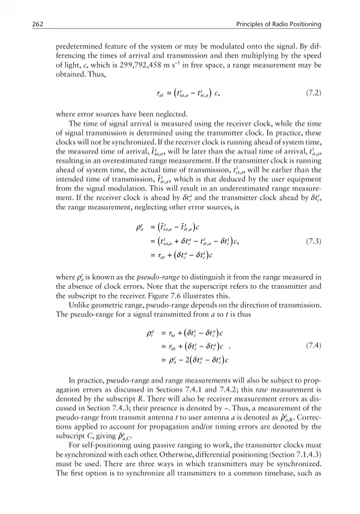 262 Principles of Radio Positioning
predetermined feature of the system or may be modulated onto the signal. By dif-
ferencing the times of arrival and transmission and then multiplying by the speed
of light, c, which is 299,792,458 m s⁻¹ in free space, a range measurement may be
obtained. Thus,
r_at = (t^t_sa,a − t^t_st,a) c, (7.2)
where error sources have been neglected.
The time of signal arrival is measured using the receiver clock, while the time
of signal transmission is determined using the transmitter clock. In practice, these
clocks will not be synchronized. If the receiver clock is running ahead of system time,
the measured time of arrival, t̃^t_sa,a, will be later than the actual time of arrival, t^t_sa,a,
resulting in an overestimated range measurement. If the transmitter clock is running
ahead of system time, the actual time of transmission, t^t_st,a, will be earlier than the
intended time of transmission, t̃^t_st,a, which is that deduced by the user equipment
from the signal modulation. This will result in an underestimated range measure-
ment. If the receiver clock is ahead by δt^a_c and the transmitter clock ahead by δt^t_c,
the range measurement, neglecting other error sources, is
ρ^t_a = (t̃^t_sa,a − t̃^t_st,a)c
= (t^t_sa,a + δt^a_c − t^t_st,a − δt^t_c)c, (7.3)
= r_at + (δt^a_c − δt^t_c)c
where ρ^t_a is known as the pseudo-range to distinguish it from the range measured in
the absence of clock errors. Note that the superscript refers to the transmitter and
the subscript to the receiver. Figure 7.6 illustrates this.
Unlike geometric range, pseudo-range depends on the direction of transmission.
The pseudo-range for a signal transmitted from a to t is thus
ρ^a_t = r_ta + (δt^t_c − δt^a_c)c
= r_at + (δt^t_c − δt^a_c)c . (7.4)
= ρ^t_a − 2(δt^a_c − δt^t_c)c
In practice, pseudo-range and range measurements will also be subject to prop-
agation errors as discussed in Sections 7.4.1 and 7.4.2; this raw measurement is
denoted by the subscript R. There will also be receiver measurement errors as dis-
cussed in Section 7.4.3; their presence is denoted by ~. Thus, a measurement of the
pseudo-range from transmit antenna t to user antenna a is denoted as ρ̃^t_a,R. Correc-
tions applied to account for propagation and/or timing errors are denoted by the
subscript C, giving ρ̃^t_a,C.
For self-positioning using passive ranging to work, the transmitter clocks must
be synchronized with each other. Otherwise, differential positioning (Section 7.1.4.3)
must be used. There are three ways in which transmitters may be synchronized.
The first option is to synchronize all transmitters to a common timebase, such as